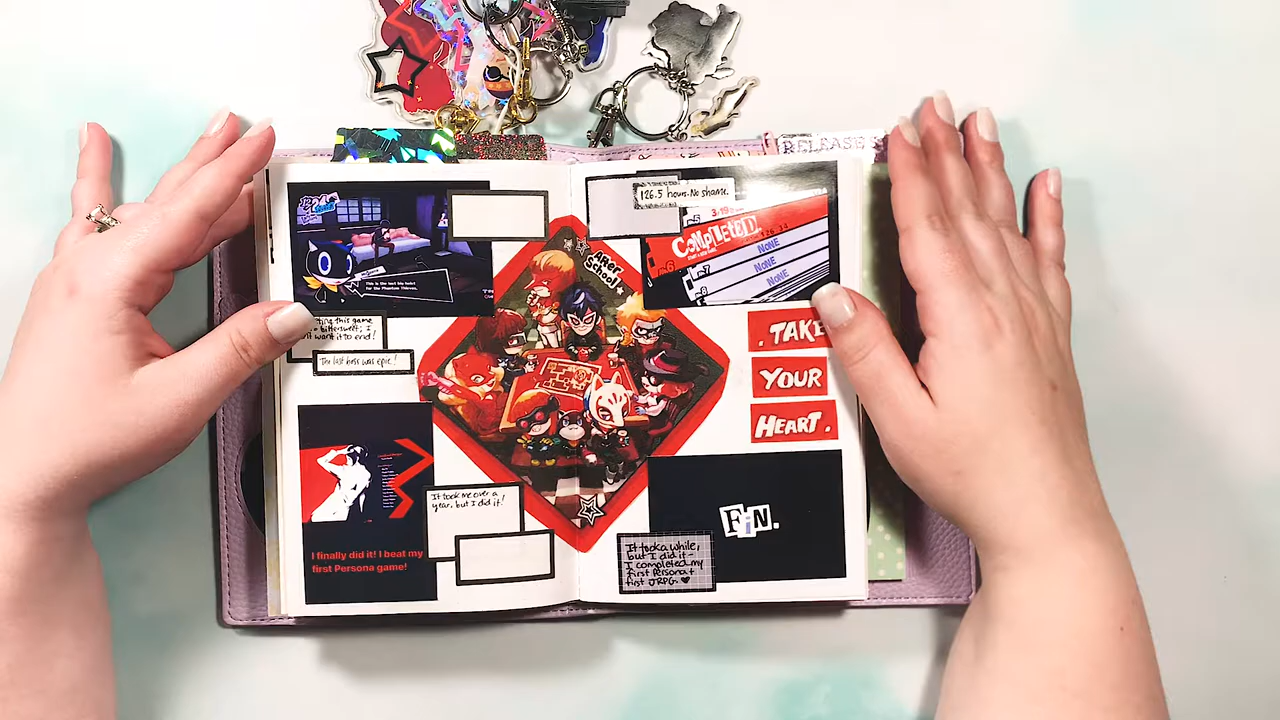 RELEASE
126.5 hours. No shame.
AFTER
SCHOOL
COMPLETED
NONE
NONE
NONE
This is the last big heist
for the Phantom Thieves.
this game
bittersweet; I
want it to end!
The last boss was epic!
TAKE
YOUR
HEART.
It took me over a
year, but I did it!
I finally did it! I beat my
first Persona game!
FiN.
It took a while,
but I did it -
I completed my
first Persona +
first JRPG. ♥